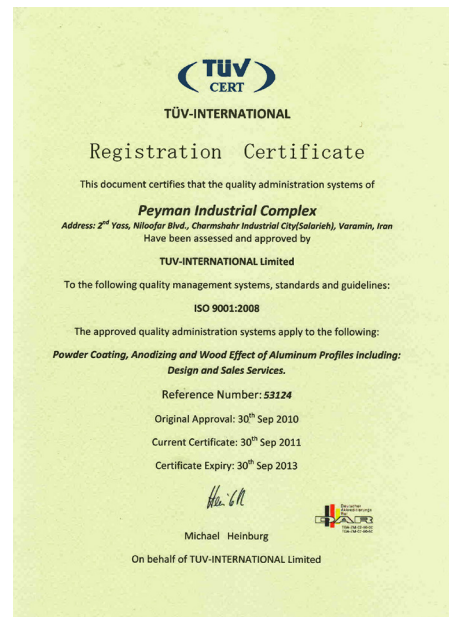 TÜV
CERT
TÜV-INTERNATIONAL
Registration Certificate
This document certifies that the quality administration systems of
Peyman Industrial Complex
Address: 2nd Yass, Niloofar Blvd., Charmshahr Industrial City(Salarieh), Varamin, Iran
Have been assessed and approved by
TUV-INTERNATIONAL Limited
To the following quality management systems, standards and guidelines:
ISO 9001:2008
The approved quality administration systems apply to the following:
Powder Coating, Anodizing and Wood Effect of Aluminum Profiles including:
Design and Sales Services.
Reference Number: 53124
Original Approval: 30th Sep 2010
Current Certificate: 30th Sep 2011
Certificate Expiry: 30th Sep 2013
Deutscher
Akkreditierungs
Rat
DAR
Michael Heinburg
On behalf of TUV-INTERNATIONAL Limited